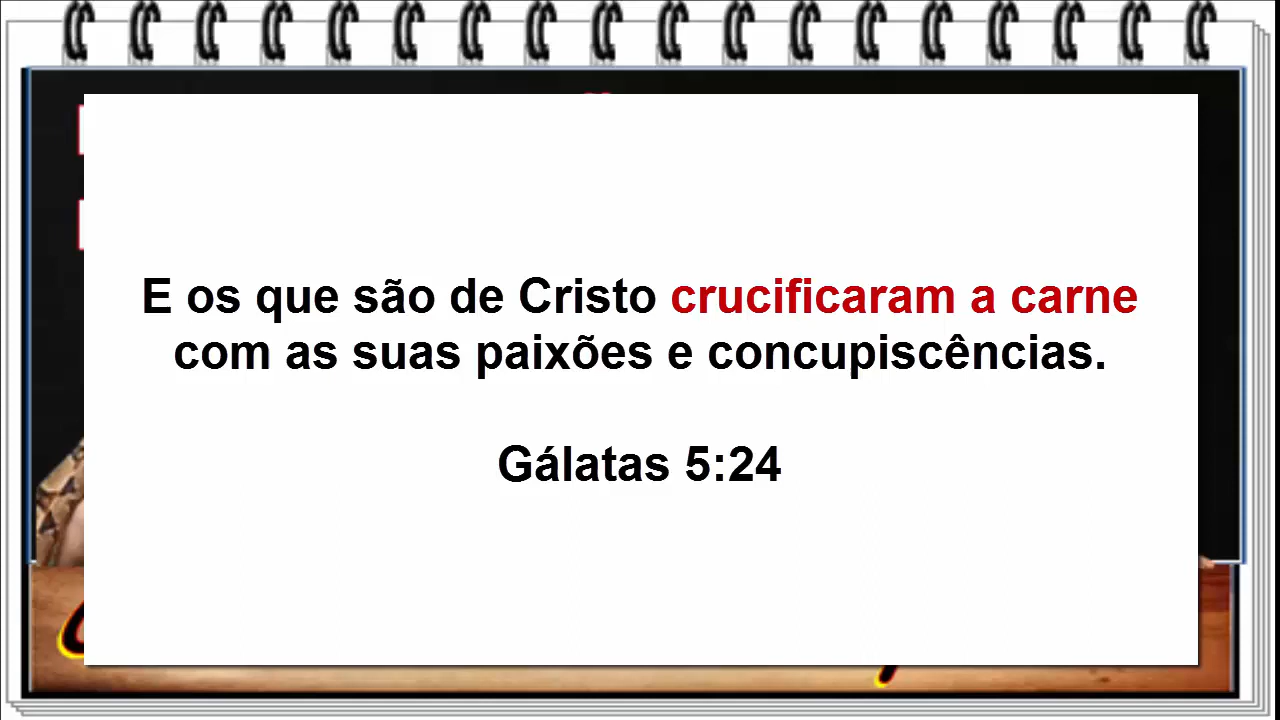 E os que são de Cristo crucificaram a carne
com as suas paixões e concupiscências.
Gálatas 5:24